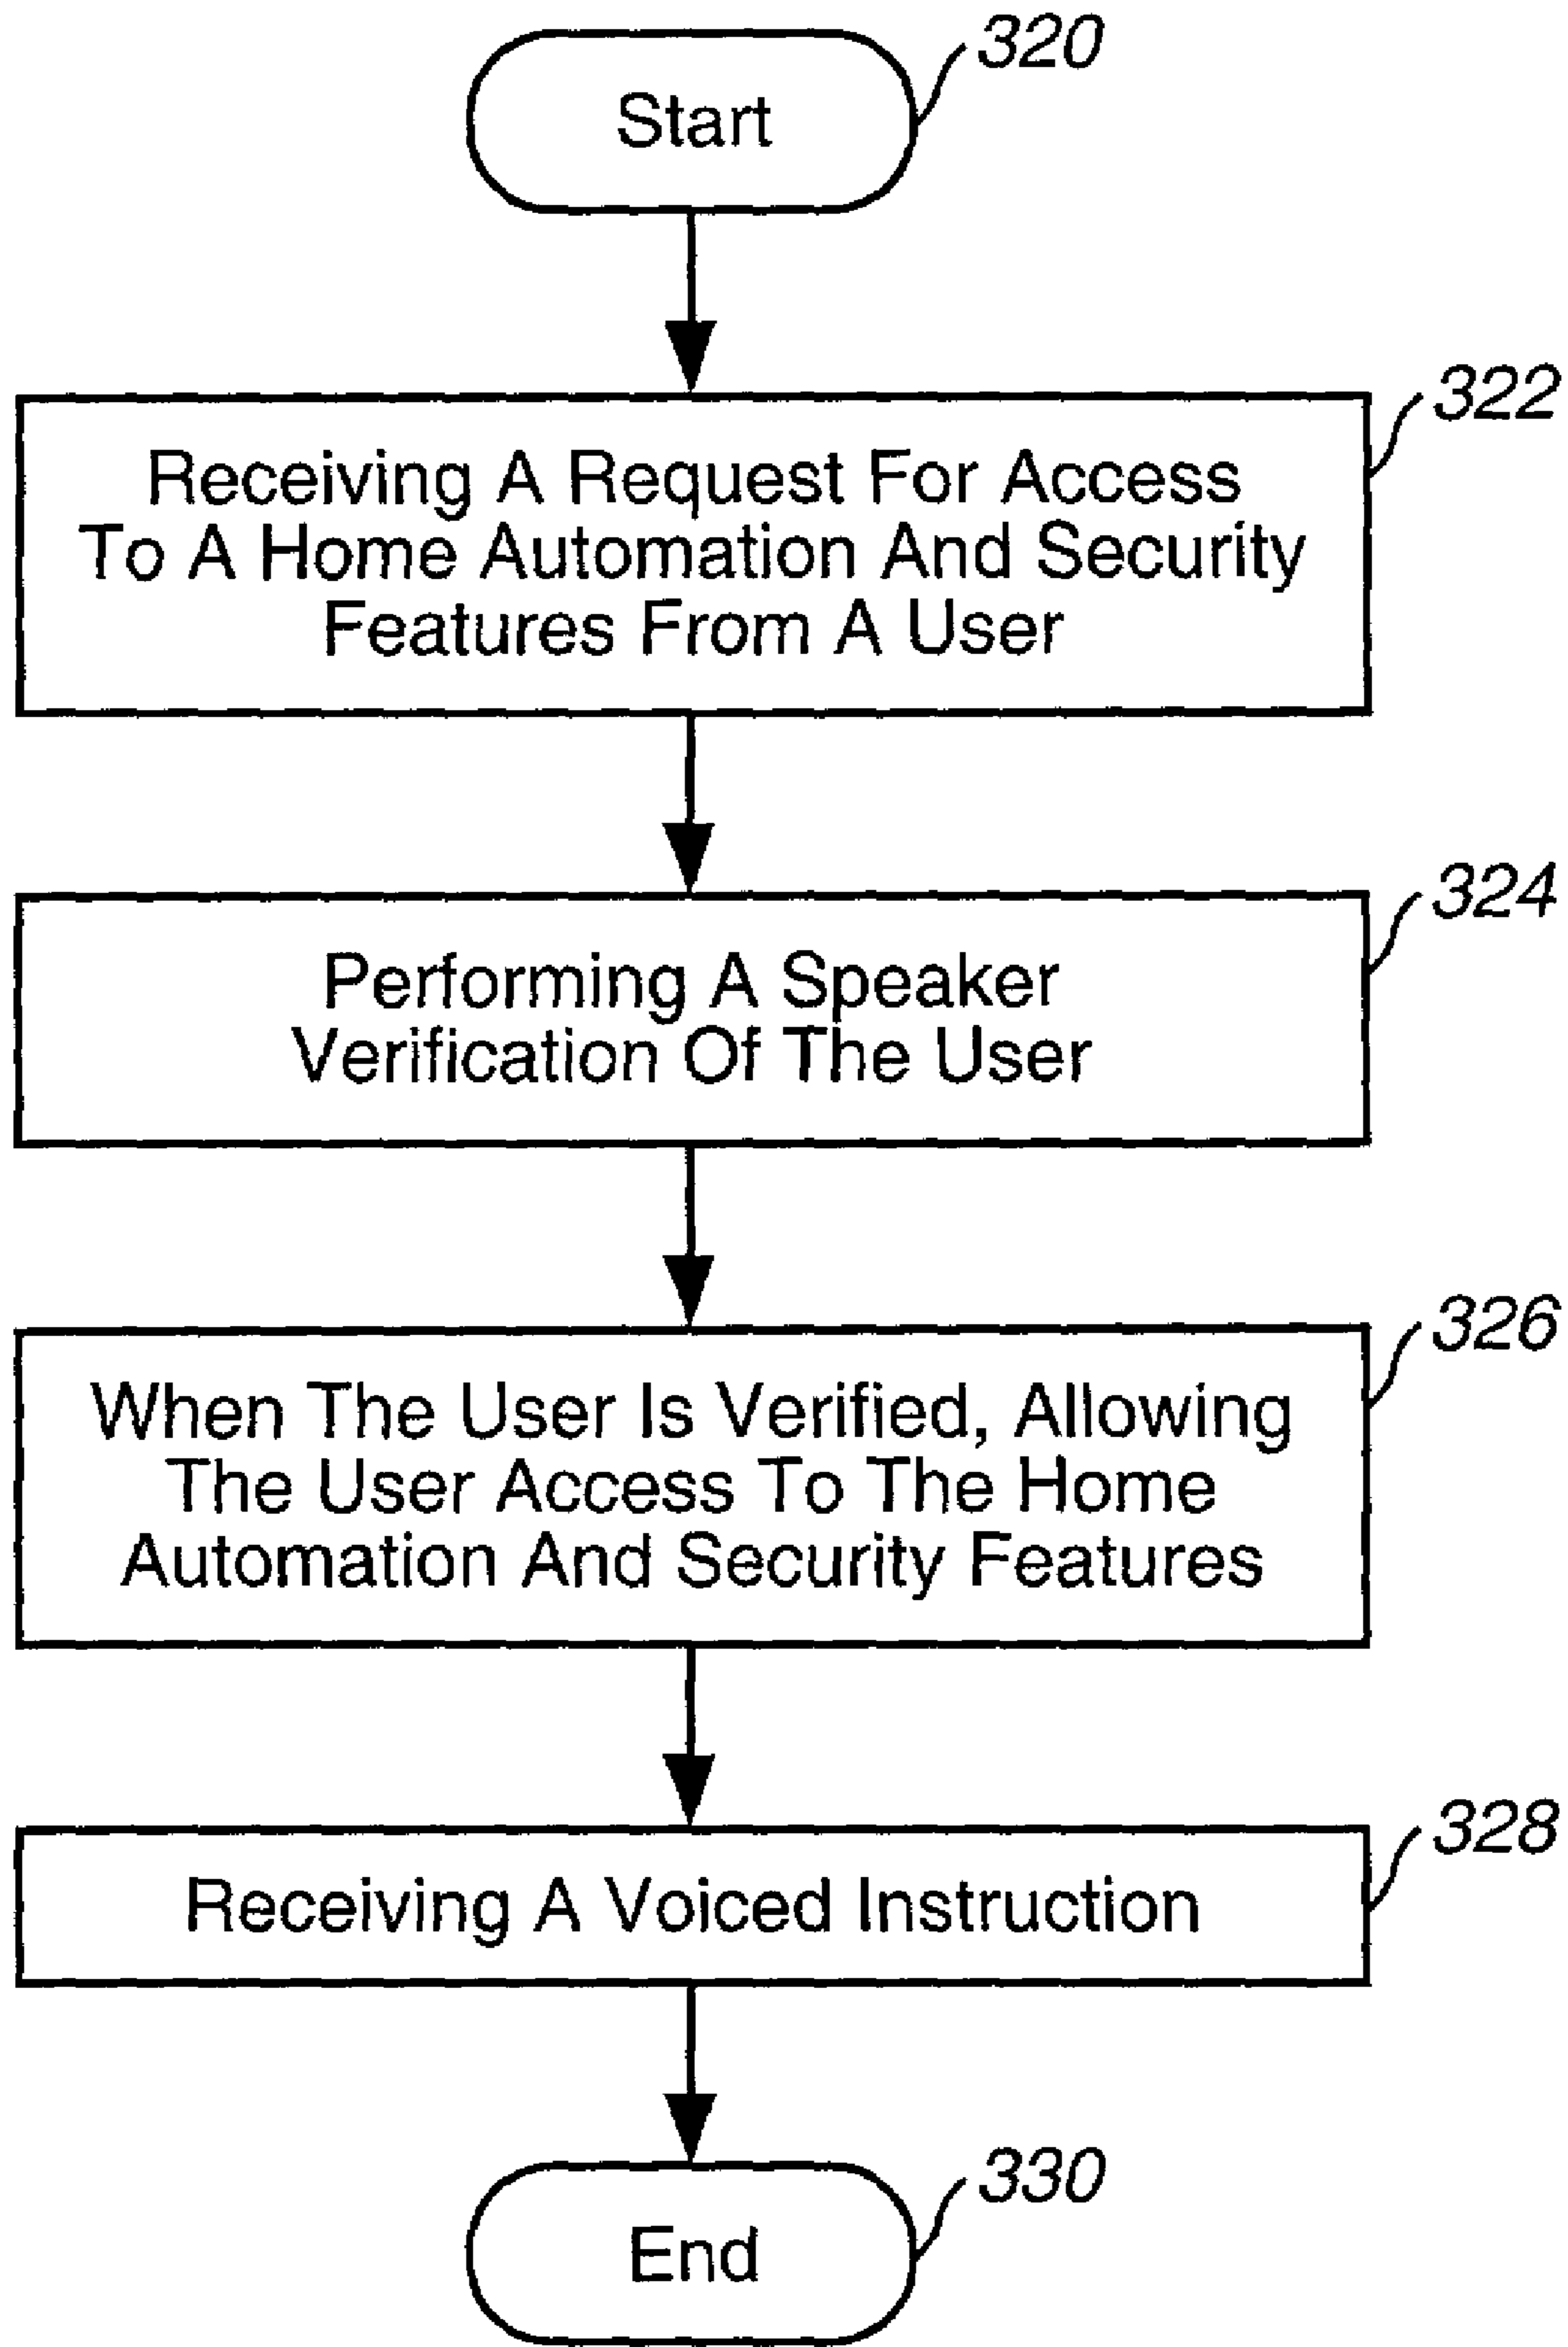 320
Start
322
Receiving A Request For Access
To A Home Automation And Security
Features From A User
324
Performing A Speaker
Verification Of The User
326
When The User Is Verified, Allowing
The User Access To The Home
Automation And Security Features
328
Receiving A Voiced Instruction
330
End